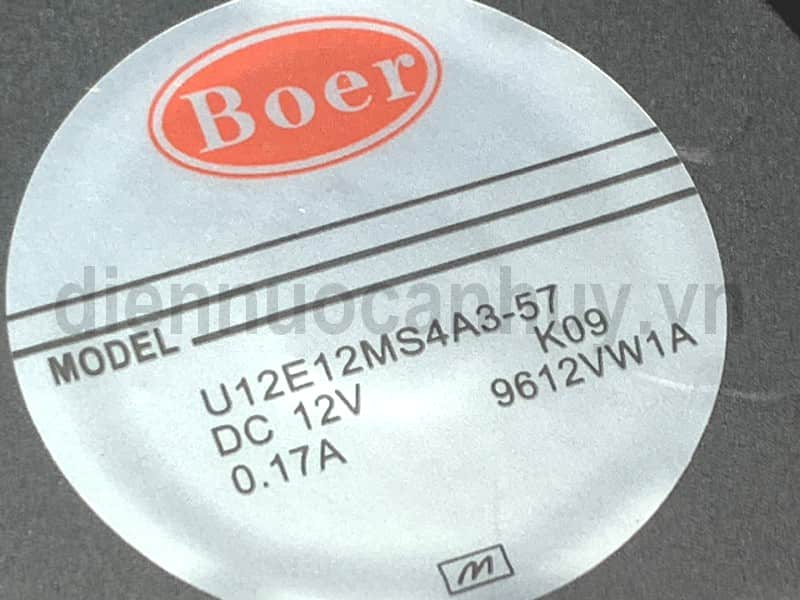 Boer
diennuocanhuy.vn
MODEL
U12E12MS4A3-57
DC 12V K09
0.17A 9612VW1A
m